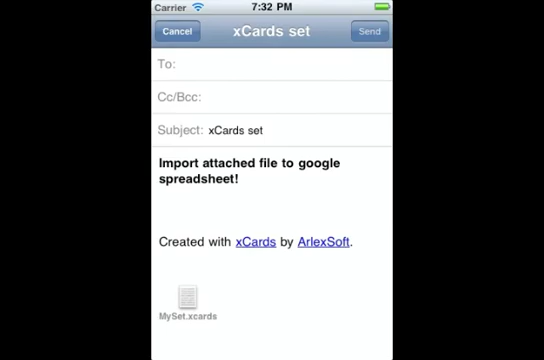 Carrier 7:32 PM
Cancel xCards set Send
To:
Cc/Bcc:
Subject: xCards set
Import attached file to google
spreadsheet!
Created with xCards by ArlexSoft.
MySet.xcards